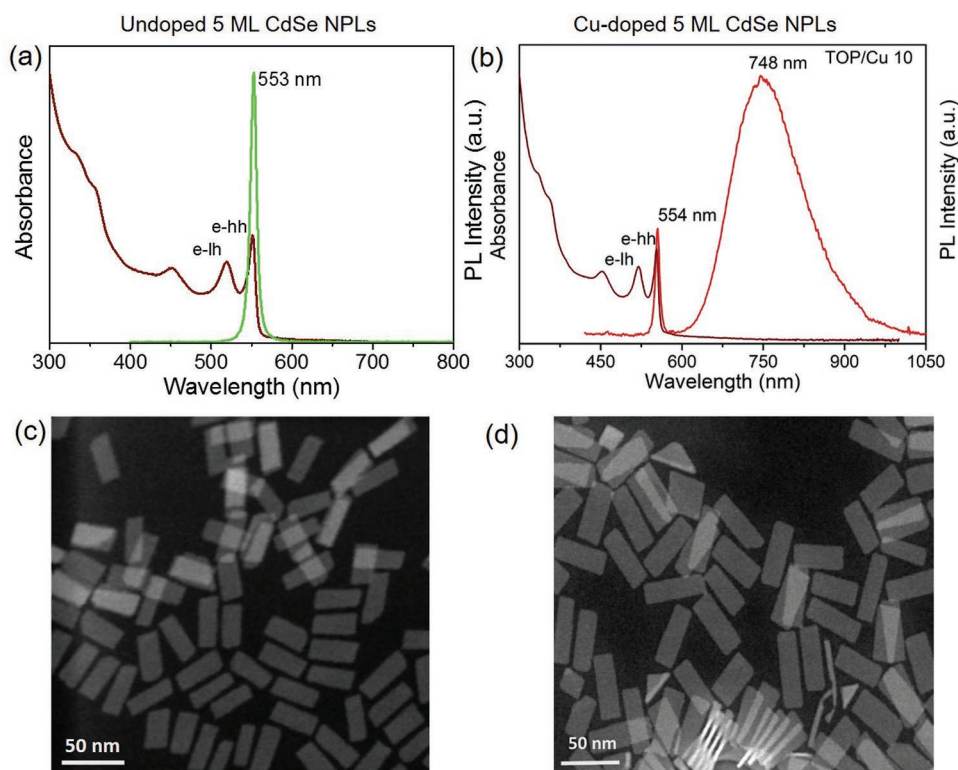 Undoped 5 ML CdSe NPLs
Cu-doped 5 ML CdSe NPLs
(a)
553 nm
e-lh
e-hh
Absorbance
PL Intensity (a.u.)
300 400 500 600 700 800
Wavelength (nm)
(b)
748 nm
TOP/Cu 10
554 nm
e-hh
e-lh
Absorbance
PL Intensity (a.u.)
300 450 600 750 900 1050
Wavelength (nm)
(c)
50 nm
(d)
50 nm